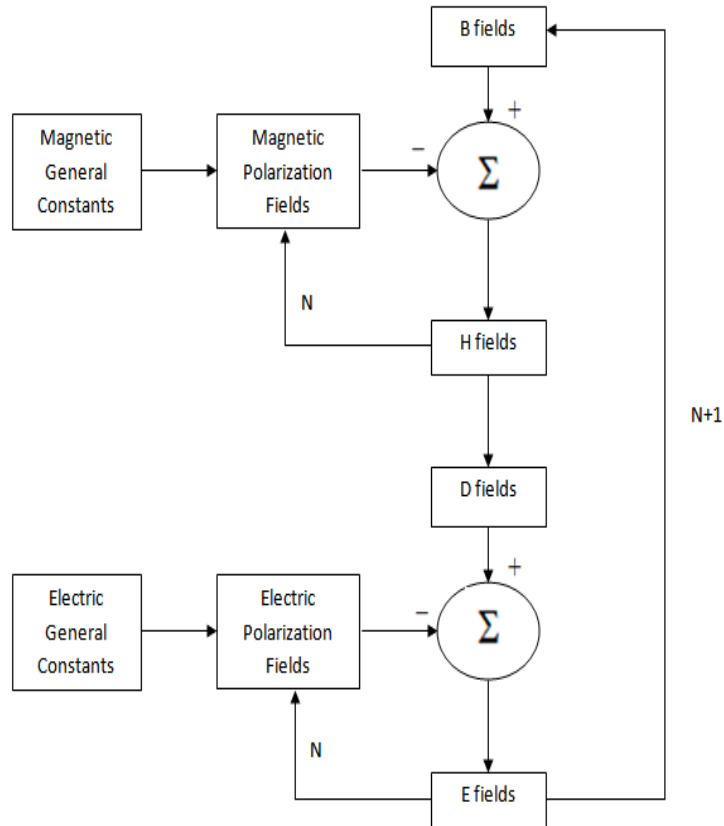 B fields
+
Magnetic
General
Constants
Magnetic
Polarization
Fields
−
Σ
N
H fields
N+1
D fields
+
Electric
General
Constants
Electric
Polarization
Fields
−
Σ
N
E fields